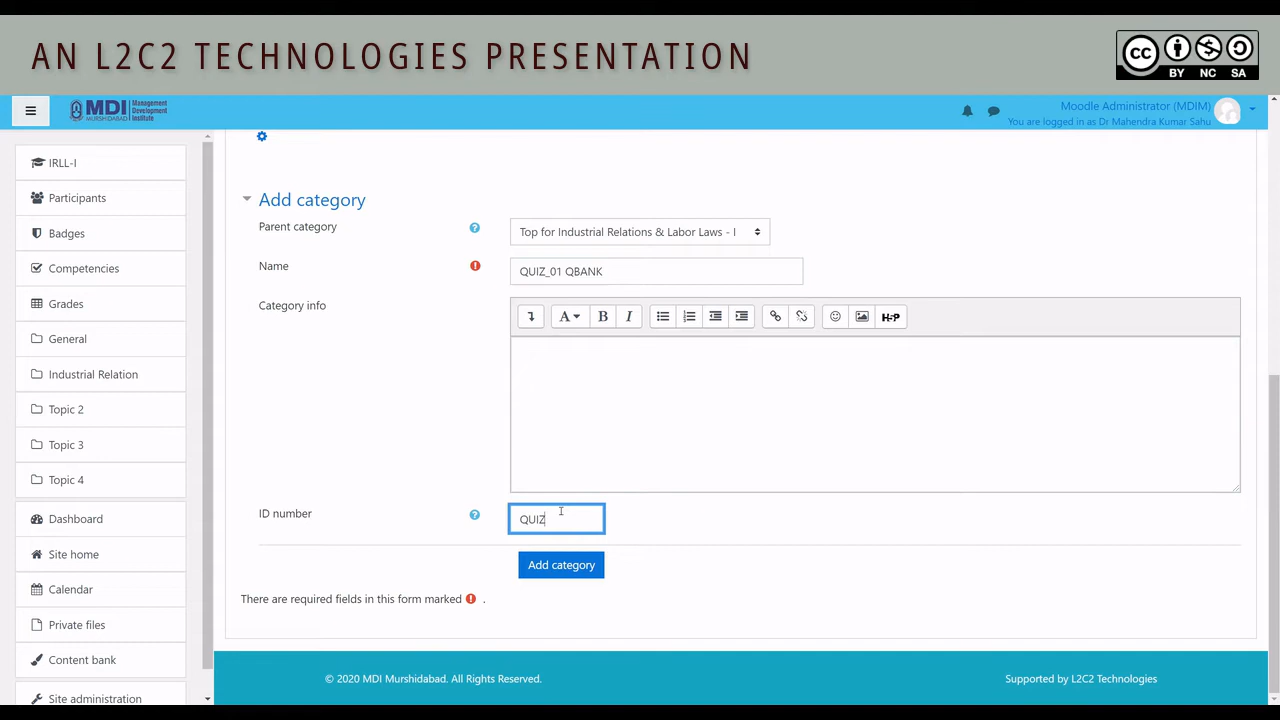 AN L2C2 TECHNOLOGIES PRESENTATION
CC BY NC SA
MDI Management Development Institute
MURSHIDABAD
Moodle Administrator (MDIM)
You are logged in as Dr Mahendra Kumar Sahu
IRLL-I
Participants
Badges
Competencies
Grades
General
Industrial Relation
Topic 2
Topic 3
Topic 4
Dashboard
Site home
Calendar
Private files
Content bank
Site administration
Add category
Parent category
Top for Industrial Relations & Labor Laws - I
Name
QUIZ_01 QBANK
Category info
A B I H-P
ID number
QUIZ
Add category
There are required fields in this form marked .
© 2020 MDI Murshidabad. All Rights Reserved.
Supported by L2C2 Technologies